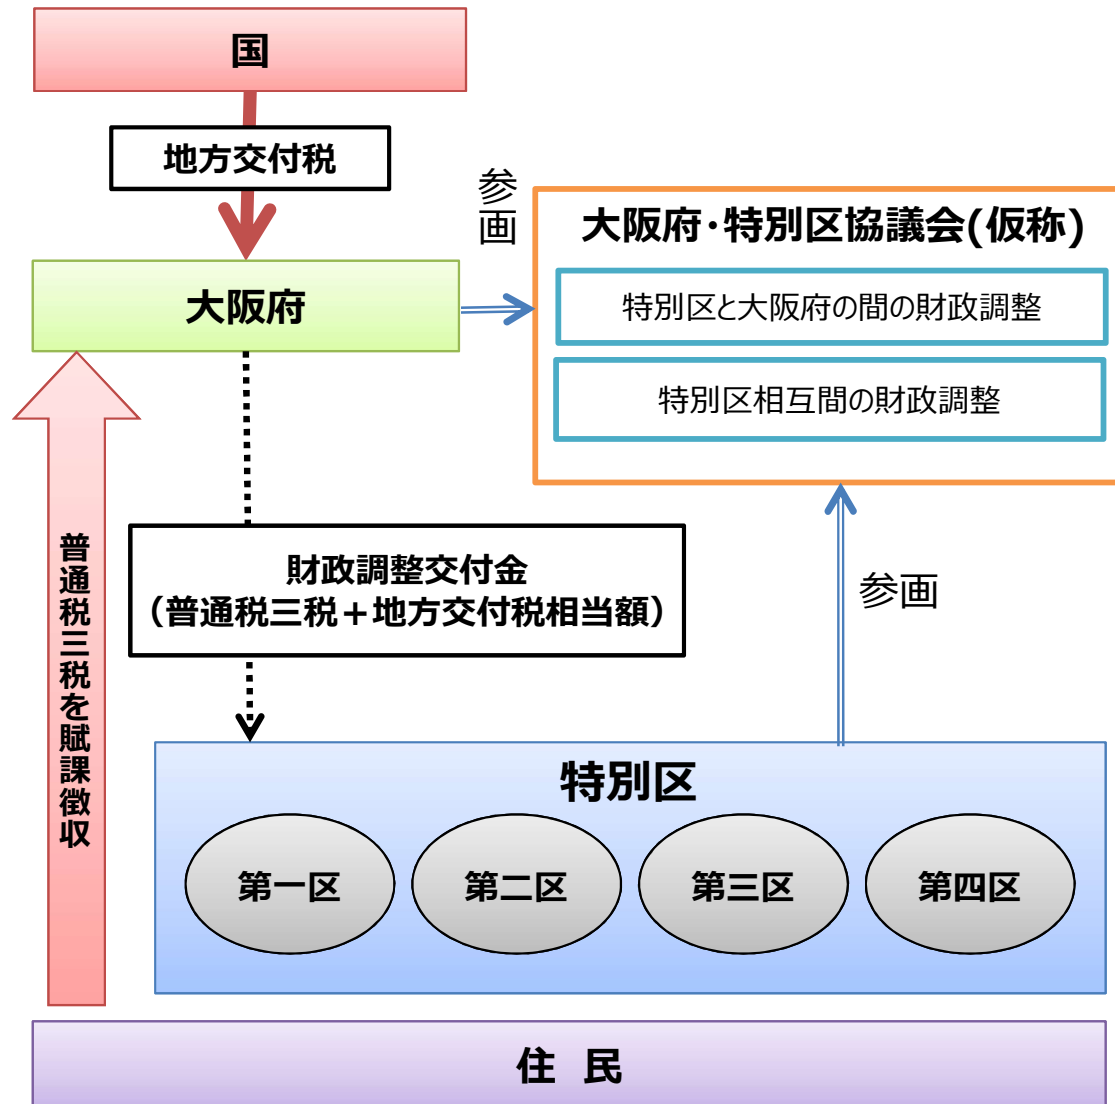 国
地方交付税
参画
大阪府・特別区協議会(仮称)
特別区と大阪府の間の財政調整
大阪府
特別区相互間の財政調整
普通税三税を賦課徴収
財政調整交付金
（普通税三税＋地方交付税相当額）
参画
特別区
第一区
第二区
第三区
第四区
住 民